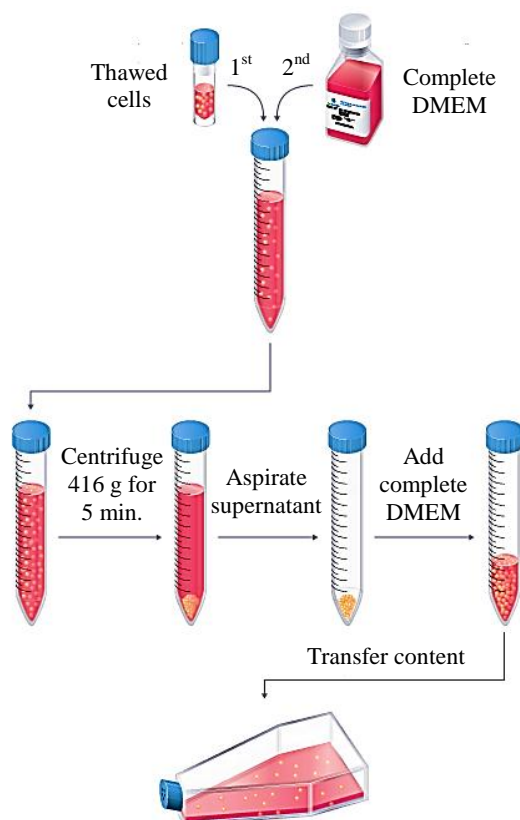 Thawed
cells
1st
2nd
Complete
DMEM
Centrifuge
416 g for
5 min.
Aspirate
supernatant
Add
complete
DMEM
Transfer content